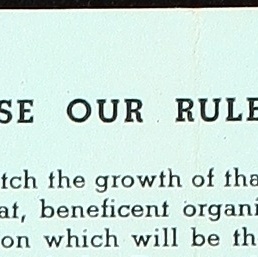 SE OUR RULE
tch the growth of tha
at, beneficent organi
on which will be th